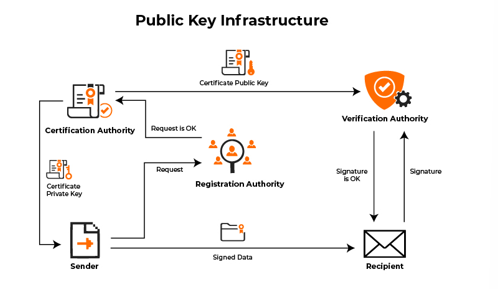 Public Key Infrastructure
Certificate Public Key
Certification Authority
Verification Authority
Request is OK
Certificate
Private Key
Request
Registration Authority
Signature
is OK
Signature
Sender
Signed Data
Recipient